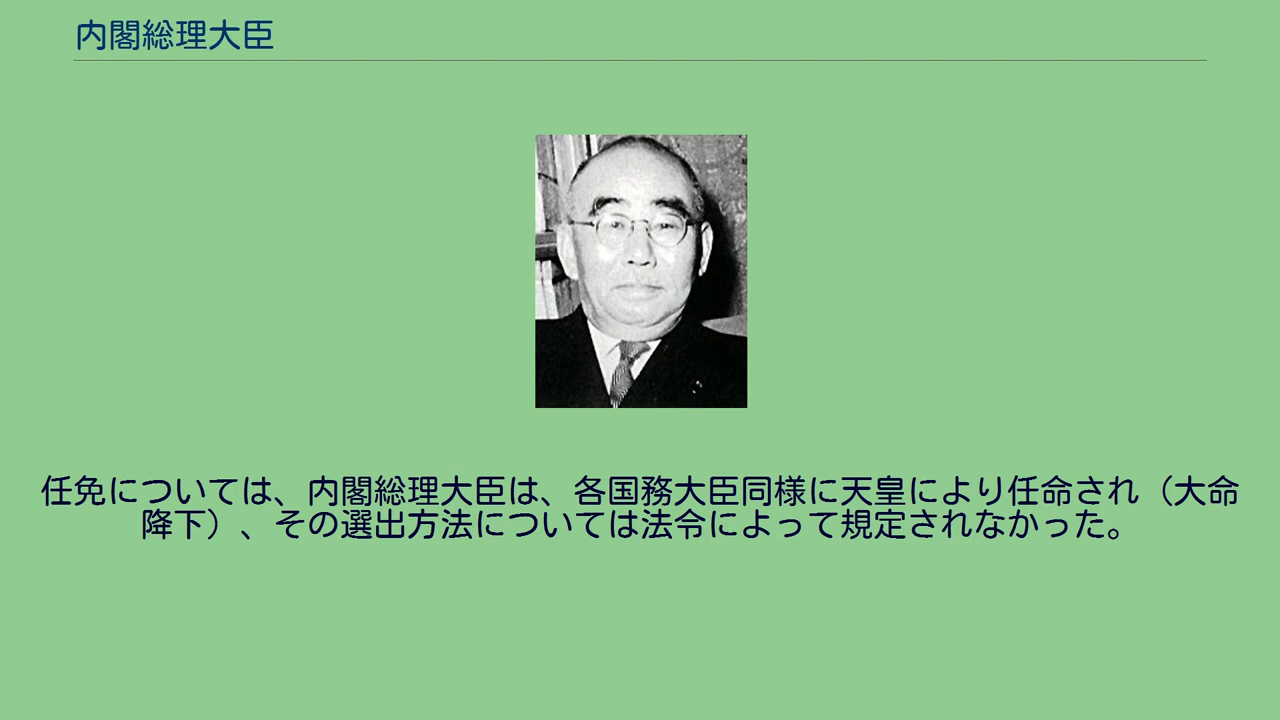 内閣総理大臣
任免については、内閣総理大臣は、各国務大臣同様に天皇により任命され（大命
降下）、その選出方法については法令によって規定されなかった。